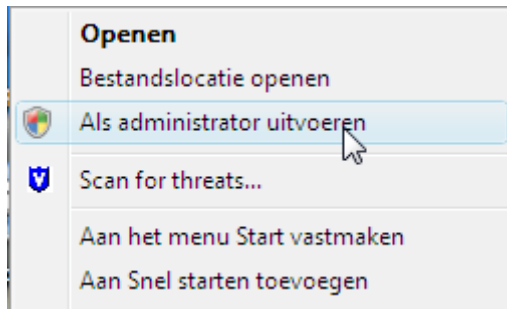 Openen
Bestandslocatie openen
Als administrator uitvoeren
Scan for threats...
Aan het menu Start vastmaken
Aan Snel starten toevoegen